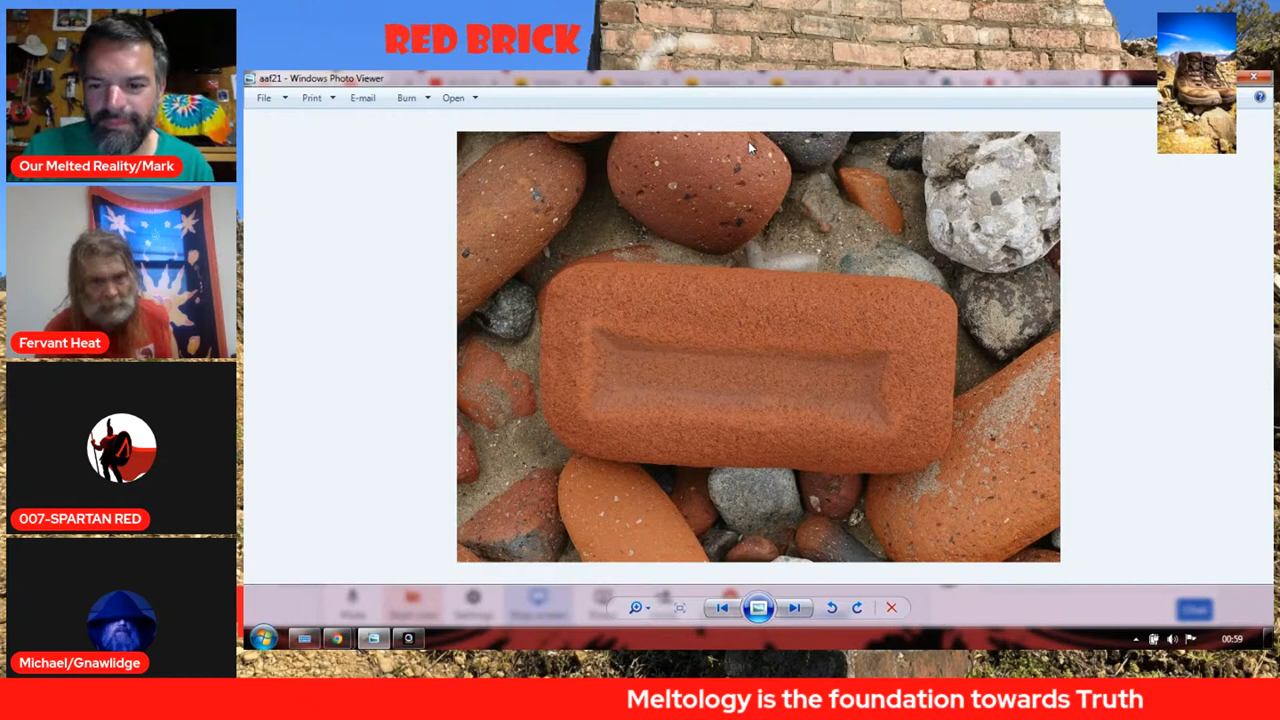 RED BRICK
aaf21 - Windows Photo Viewer
File Print E-mail Burn Open
Our Melted Reality/Mark
Fervant Heat
007-SPARTAN RED
Michael/Gnawlidge
00:59
Meltology is the foundation towards Truth